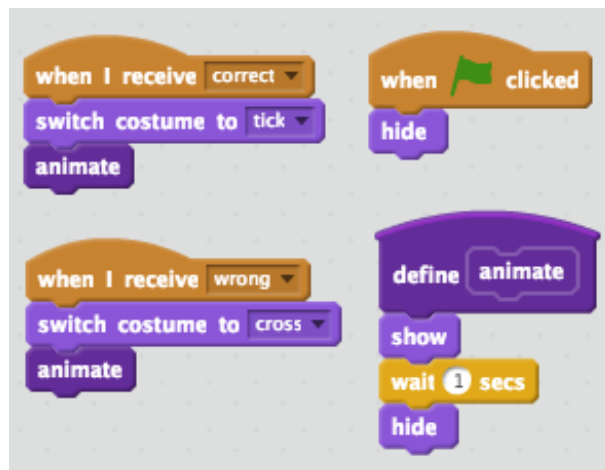 when I receive correct
switch costume to tick
animate
when I receive wrong
switch costume to cross
animate
when clicked
hide
define animate
show
wait 1 secs
hide